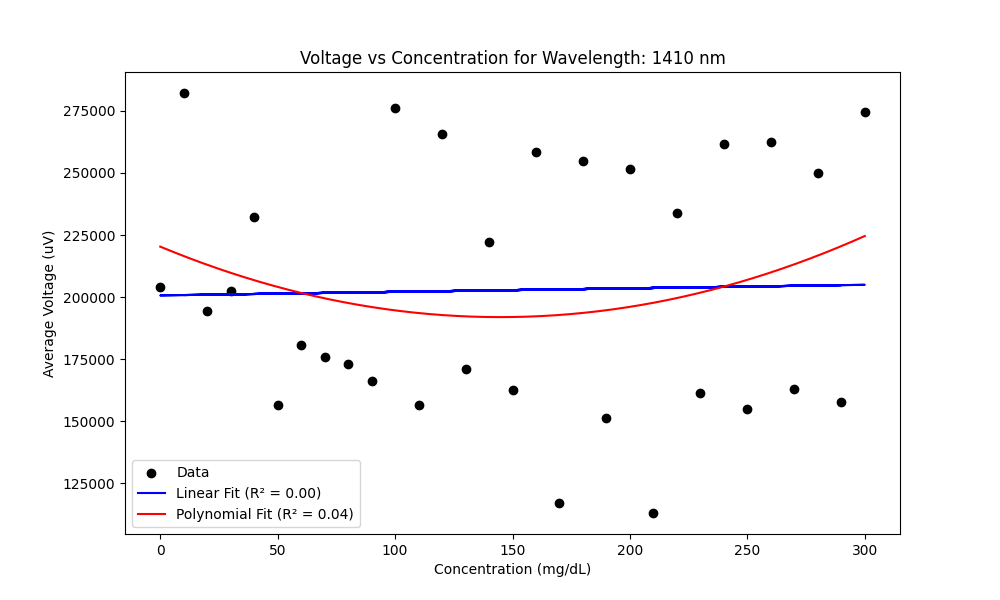 Voltage vs Concentration for Wavelength: 1410 nm
Average Voltage (uV)
275000
250000
225000
200000
175000
150000
125000
Data
Linear Fit (R² = 0.00)
Polynomial Fit (R² = 0.04)
0 50 100 150 200 250 300
Concentration (mg/dL)